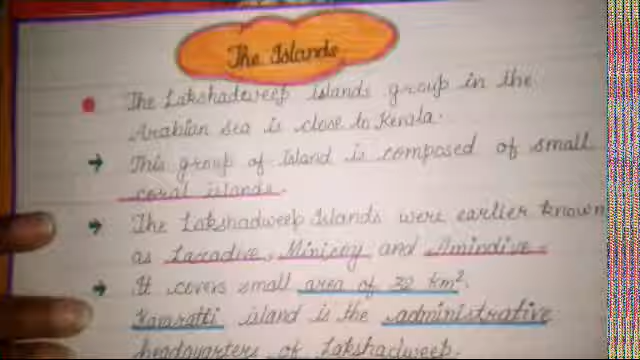 The Islands
The Lakshadweep islands group in the
Arabian Sea is close to Kerala.
This group of Island is composed of small
coral islands.
The Lakshadweep Islands were earlier known
as Laccadive, Minicoy and Amindive.
It covers small area of 32 km².
Kavaratti island is the administrative
headquarters of Lakshadweep.